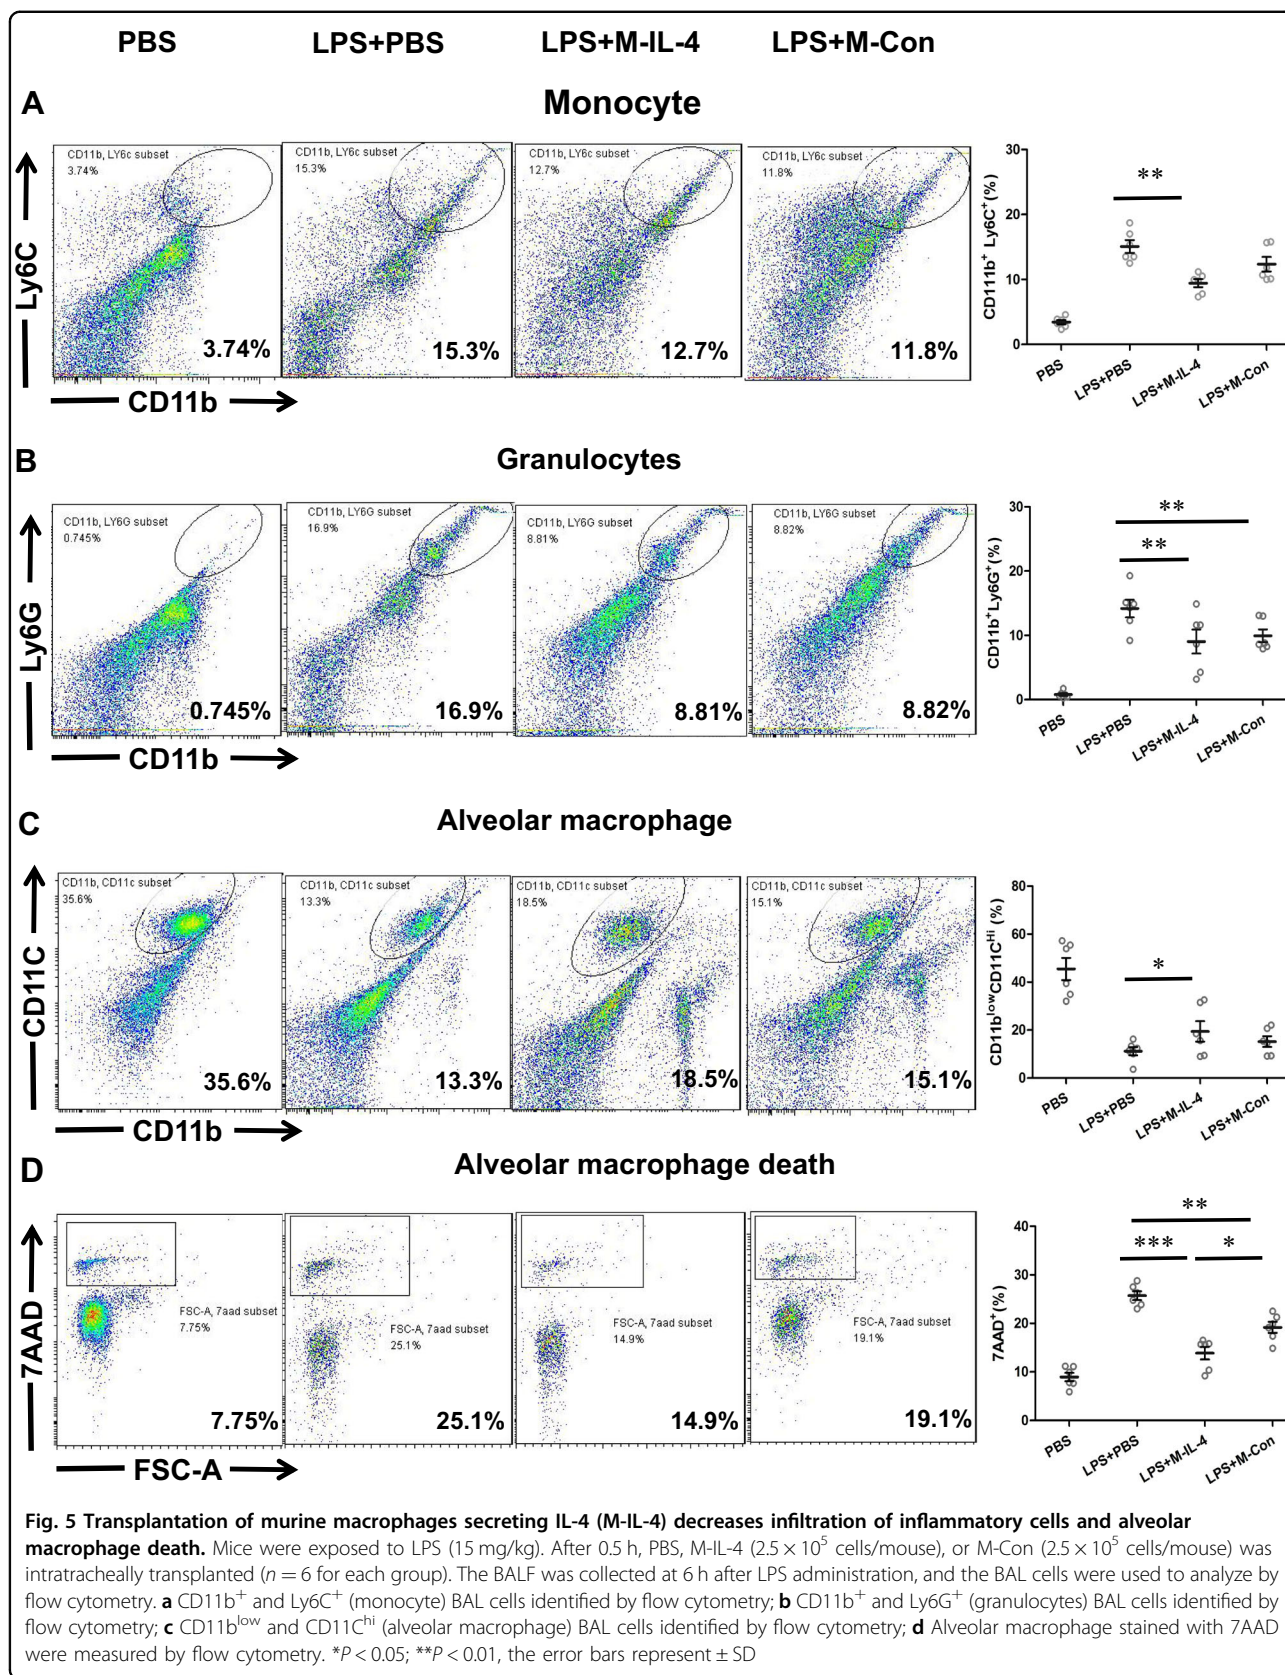 PBS LPS+PBS LPS+M-IL-4 LPS+M-Con
A Monocyte
CD11b, LY6c subset
3.74%
CD11b, LY6c subset
15.3%
CD11b, LY6c subset
12.7%
CD11b, LY6c subset
11.8%
3.74% 15.3% 12.7% 11.8%
Ly6C
CD11b
CD111b+ Ly6C+ (%)
30
20
10
0
**
PBS LPS+PBS LPS+M-IL-4 LPS+M-Con
B Granulocytes
CD11b, LY6G subset
0.745%
CD11b, LY6G subset
16.9%
CD11b, LY6G subset
8.81%
CD11b, LY6G subset
8.82%
0.745% 16.9% 8.81% 8.82%
Ly6G
CD11b
CD11b+Ly6G+ (%)
30
20
10
0
**
**
PBS LPS+PBS LPS+M-IL-4 LPS+M-Con
C Alveolar macrophage
CD11b, CD11c subset
35.6%
CD11b, CD11c subset
13.3%
CD11b, CD11c subset
18.5%
CD11b, CD11c subset
15.1%
35.6% 13.3% 18.5% 15.1%
CD11C
CD11b
CD11blowCD11CHi (%)
80
60
40
20
0
*
PBS LPS+PBS LPS+M-IL-4 LPS+M-Con
D Alveolar macrophage death
FSC-A, 7aad subset
7.75%
FSC-A, 7aad subset
25.1%
FSC-A, 7aad subset
14.9%
FSC-A, 7aad subset
19.1%
7.75% 25.1% 14.9% 19.1%
7AAD
FSC-A
7AAD+ (%)
40
30
20
10
0
**
*** *
PBS LPS+PBS LPS+M-IL-4 LPS+M-Con
Fig. 5 Transplantation of murine macrophages secreting IL-4 (M-IL-4) decreases infiltration of inflammatory cells and alveolar
macrophage death. Mice were exposed to LPS (15 mg/kg). After 0.5 h, PBS, M-IL-4 (2.5 × 10⁵ cells/mouse), or M-Con (2.5 × 10⁵ cells/mouse) was
intratracheally transplanted (n = 6 for each group). The BALF was collected at 6 h after LPS administration, and the BAL cells were used to analyze by
flow cytometry. a CD11b+ and Ly6C+ (monocyte) BAL cells identified by flow cytometry; b CD11b+ and Ly6G+ (granulocytes) BAL cells identified by
flow cytometry; c CD11blow and CD11Chi (alveolar macrophage) BAL cells identified by flow cytometry; d Alveolar macrophage stained with 7AAD
were measured by flow cytometry. *P < 0.05; **P < 0.01, the error bars represent ± SD